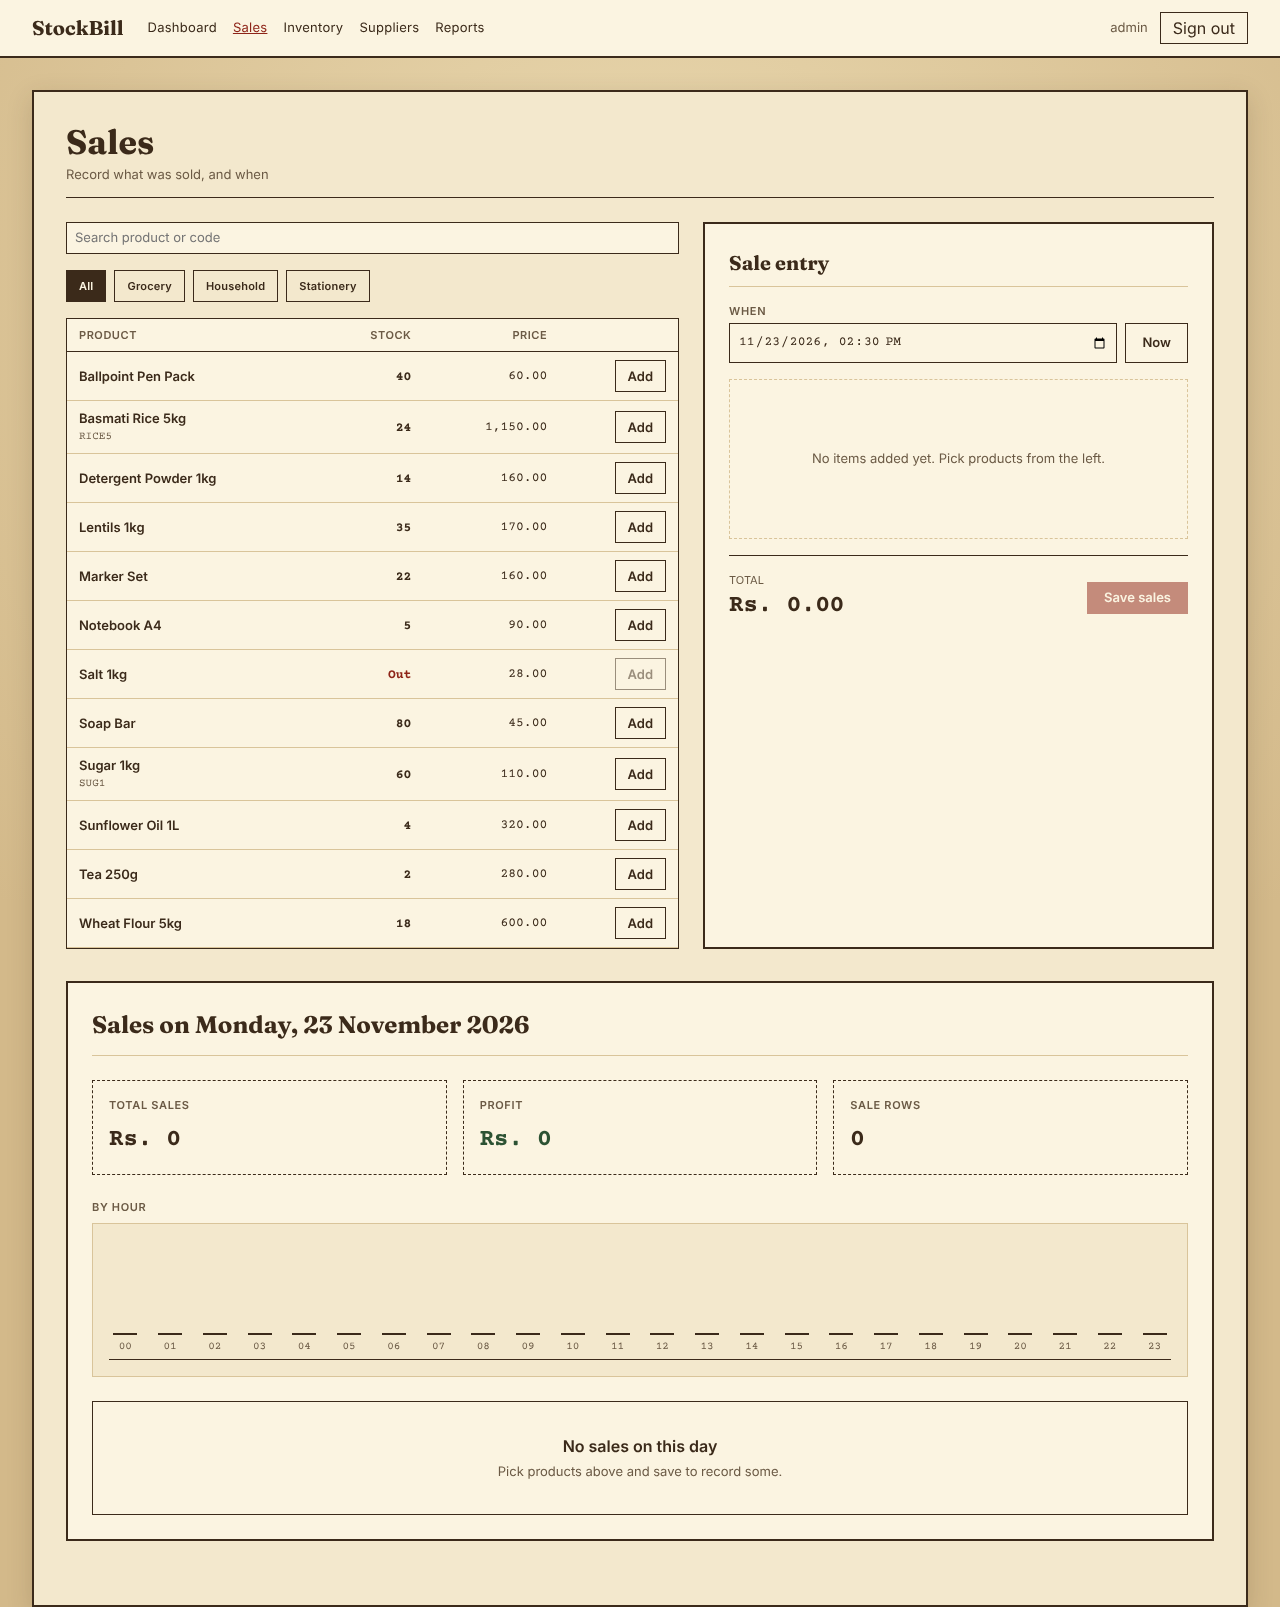 StockBill Dashboard Sales Inventory Suppliers Reports admin Sign out
Sales
Record what was sold, and when
Search product or code
All Grocery Household Stationery
PRODUCT STOCK PRICE
Ballpoint Pen Pack 40 60.00 Add
Basmati Rice 5kg 24 1,150.00 Add
RICE5
Detergent Powder 1kg 14 160.00 Add
Lentils 1kg 35 170.00 Add
Marker Set 22 160.00 Add
Notebook A4 5 90.00 Add
Salt 1kg Out 28.00 Add
Soap Bar 80 45.00 Add
Sugar 1kg 60 110.00 Add
SUG1
Sunflower Oil 1L 4 320.00 Add
Tea 250g 2 280.00 Add
Wheat Flour 5kg 18 600.00 Add
Sale entry
WHEN
11/23/2026, 02:30 PM Now
No items added yet. Pick products from the left.
TOTAL
Rs. 0.00 Save sales
Sales on Monday, 23 November 2026
TOTAL SALES PROFIT SALE ROWS
Rs. 0 Rs. 0 0
BY HOUR
00 01 02 03 04 05 06 07 08 09 10 11 12 13 14 15 16 17 18 19 20 21 22 23
No sales on this day
Pick products above and save to record some.